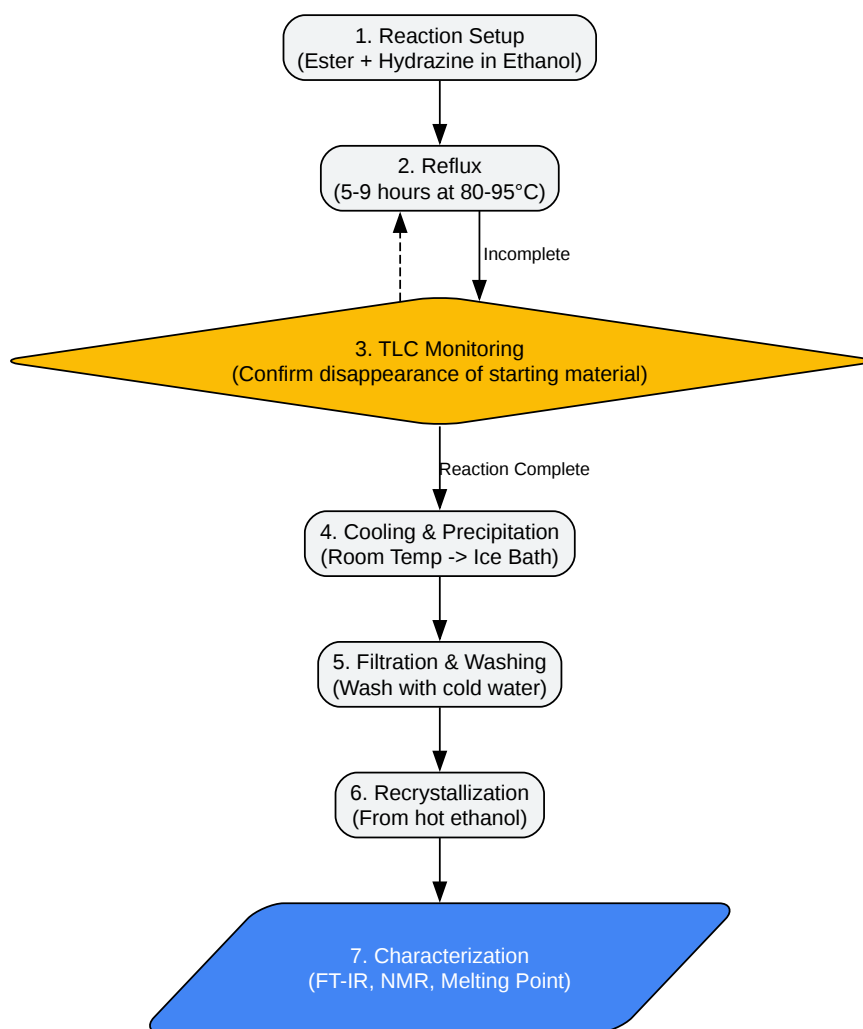 1. Reaction Setup
(Ester + Hydrazine in Ethanol)
2. Reflux
(5-9 hours at 80-95°C)
Incomplete
3. TLC Monitoring
(Confirm disappearance of starting material)
Reaction Complete
4. Cooling & Precipitation
(Room Temp -> Ice Bath)
5. Filtration & Washing
(Wash with cold water)
6. Recrystallization
(From hot ethanol)
7. Characterization
(FT-IR, NMR, Melting Point)